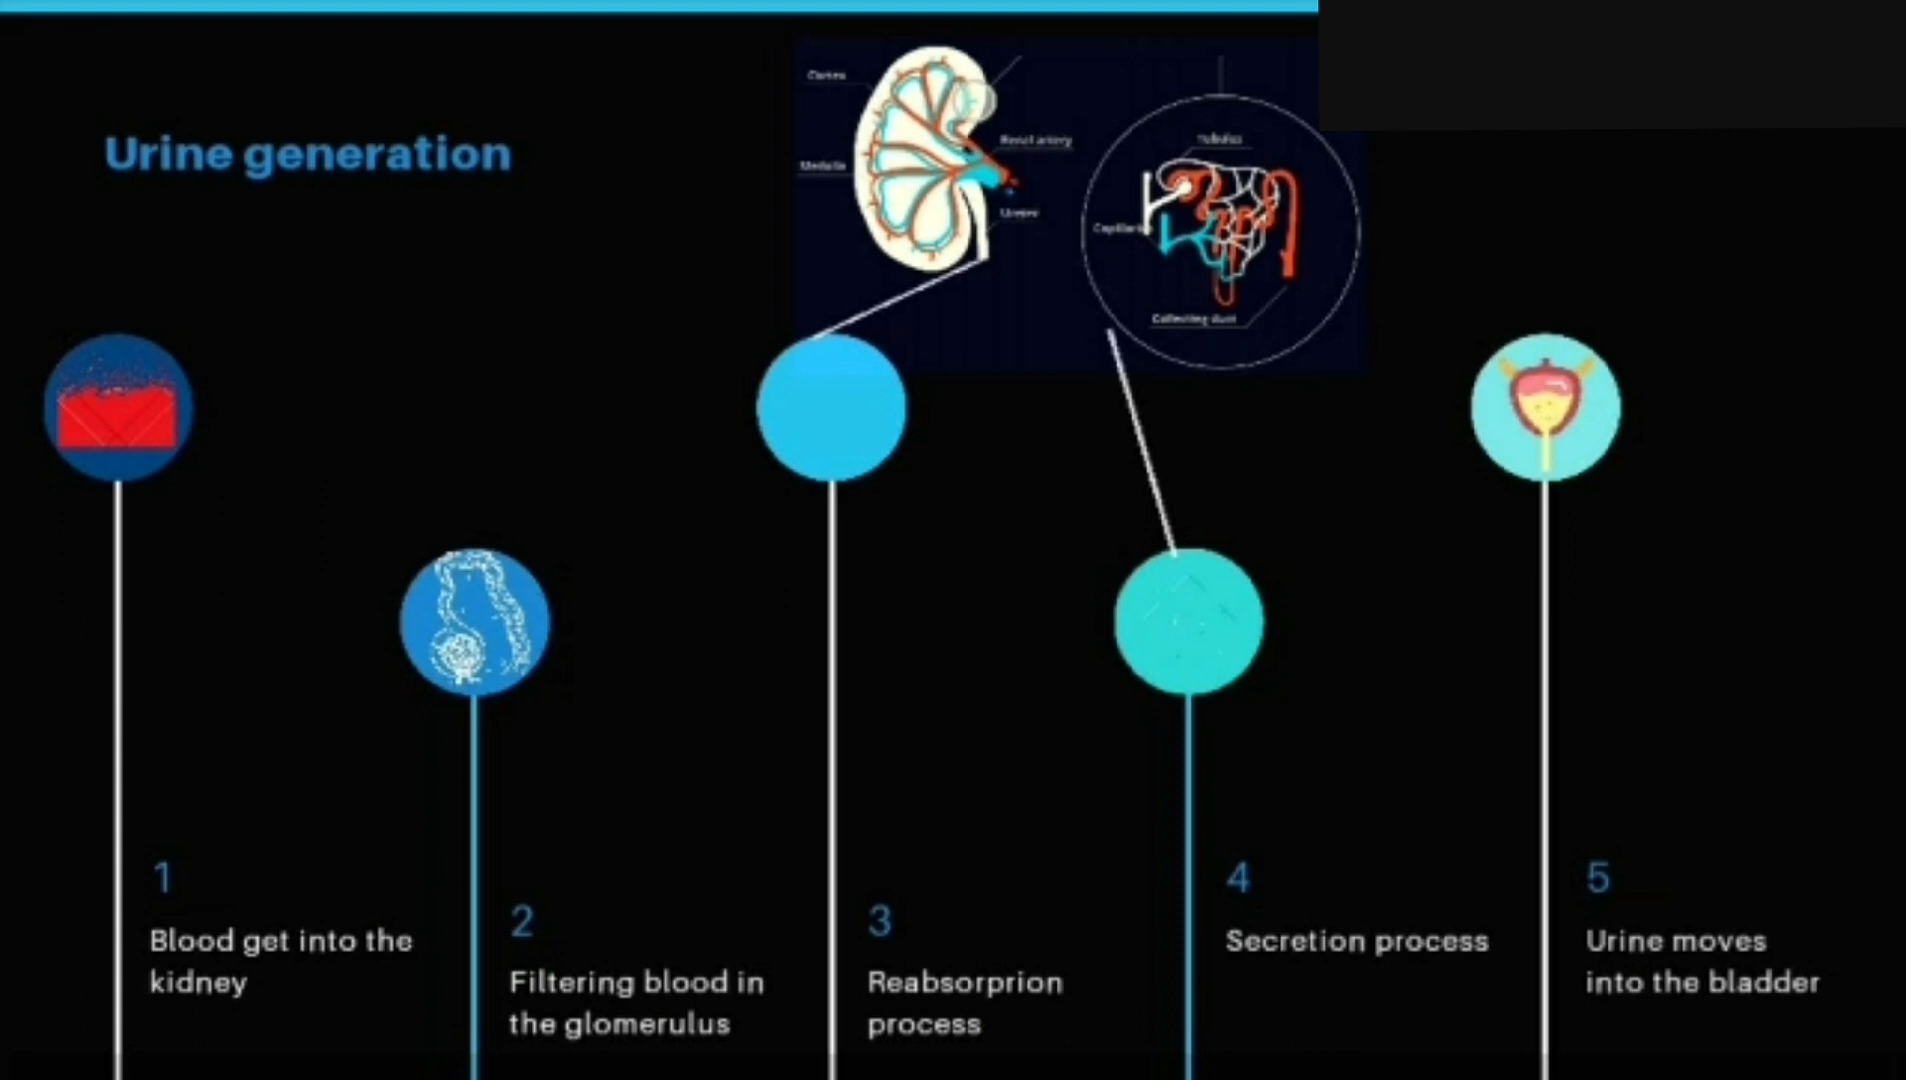 Urine generation
Cortex
Medulla
Renal artery
Ureter
Tubules
Capillaries
Collecting duct
1
Blood get into the
kidney
2
Filtering blood in
the glomerulus
3
Reabsorprion
process
4
Secretion process
5
Urine moves
into the bladder